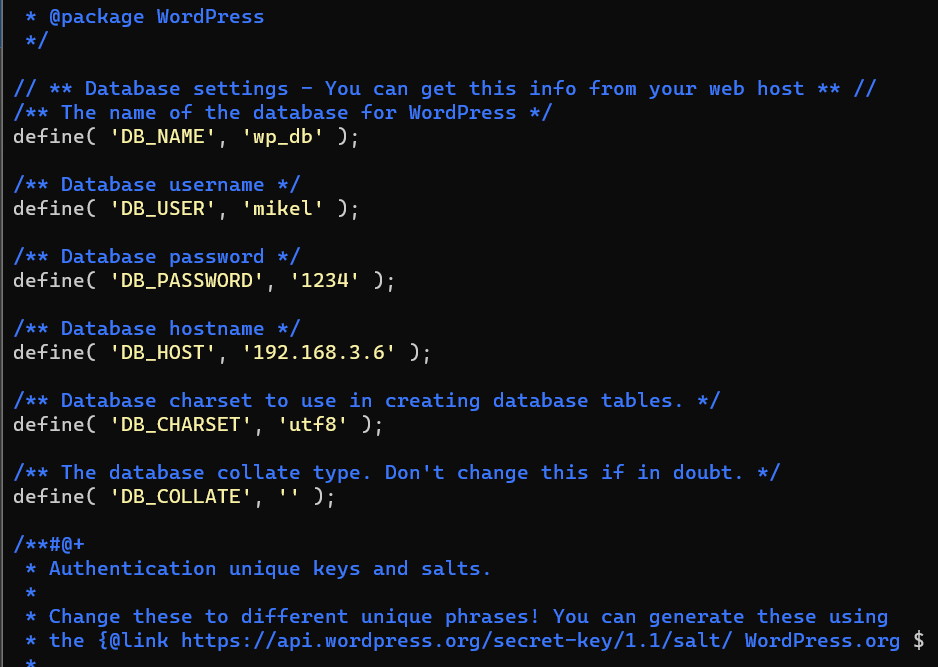 * @package WordPress
*/
// ** Database settings - You can get this info from your web host ** //
/** The name of the database for WordPress */
define( 'DB_NAME', 'wp_db' );
/** Database username */
define( 'DB_USER', 'mikel' );
/** Database password */
define( 'DB_PASSWORD', '1234' );
/** Database hostname */
define( 'DB_HOST', '192.168.3.6' );
/** Database charset to use in creating database tables. */
define( 'DB_CHARSET', 'utf8' );
/** The database collate type. Don't change this if in doubt. */
define( 'DB_COLLATE', '' );
/**#@+
* Authentication unique keys and salts.
*
* Change these to different unique phrases! You can generate these using
* the {@link https://api.wordpress.org/secret-key/1.1/salt/ WordPress.org $
*